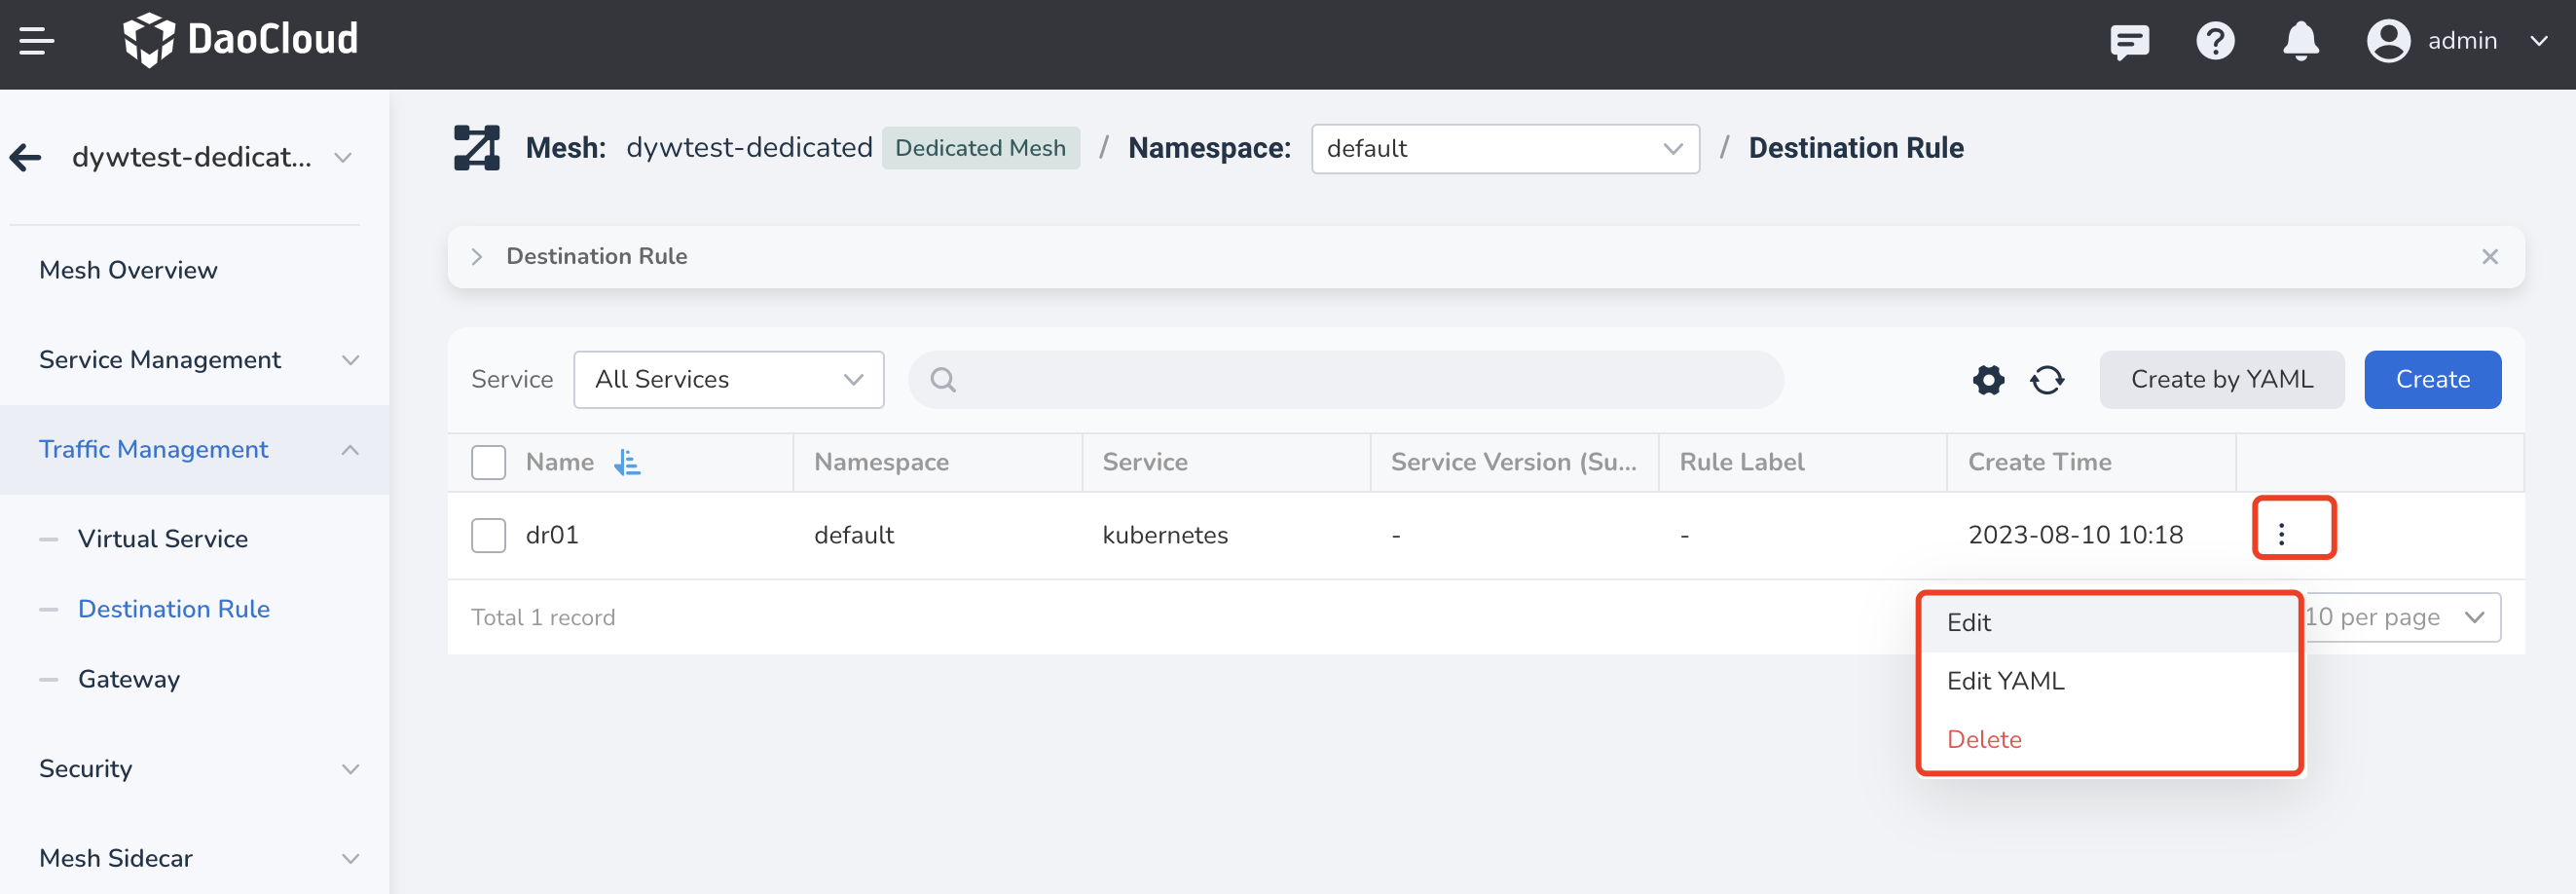 DaoCloud
admin
dywtest-dedicat...
Mesh: dywtest-dedicated Dedicated Mesh / Namespace: default / Destination Rule
Mesh Overview
Service Management
Traffic Management
Virtual Service
Destination Rule
Gateway
Security
Mesh Sidecar
Destination Rule
Service All Services Create by YAML Create
Name Namespace Service Service Version (Su... Rule Label Create Time
dr01 default kubernetes - - 2023-08-10 10:18
Total 1 record
10 per page
Edit
Edit YAML
Delete